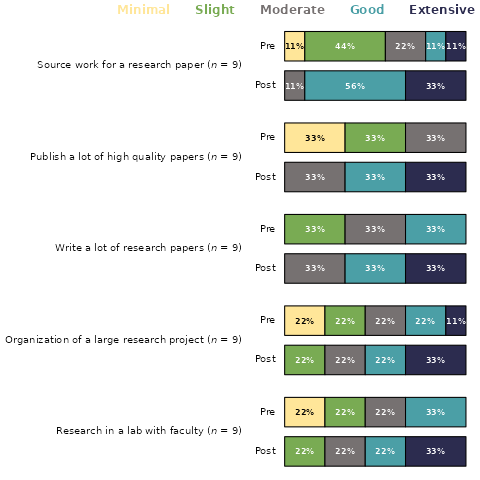 Minimal Slight Moderate Good Extensive
Pre 11% 44% 22% 11% 11%
Source work for a research paper (n = 9)
Post 11% 56% 33%
Pre 33% 33% 33%
Publish a lot of high quality papers (n = 9)
Post 33% 33% 33%
Pre 33% 33% 33%
Write a lot of research papers (n = 9)
Post 33% 33% 33%
Pre 22% 22% 22% 22% 11%
Organization of a large research project (n = 9)
Post 22% 22% 22% 33%
Pre 22% 22% 22% 33%
Research in a lab with faculty (n = 9)
Post 22% 22% 22% 33%